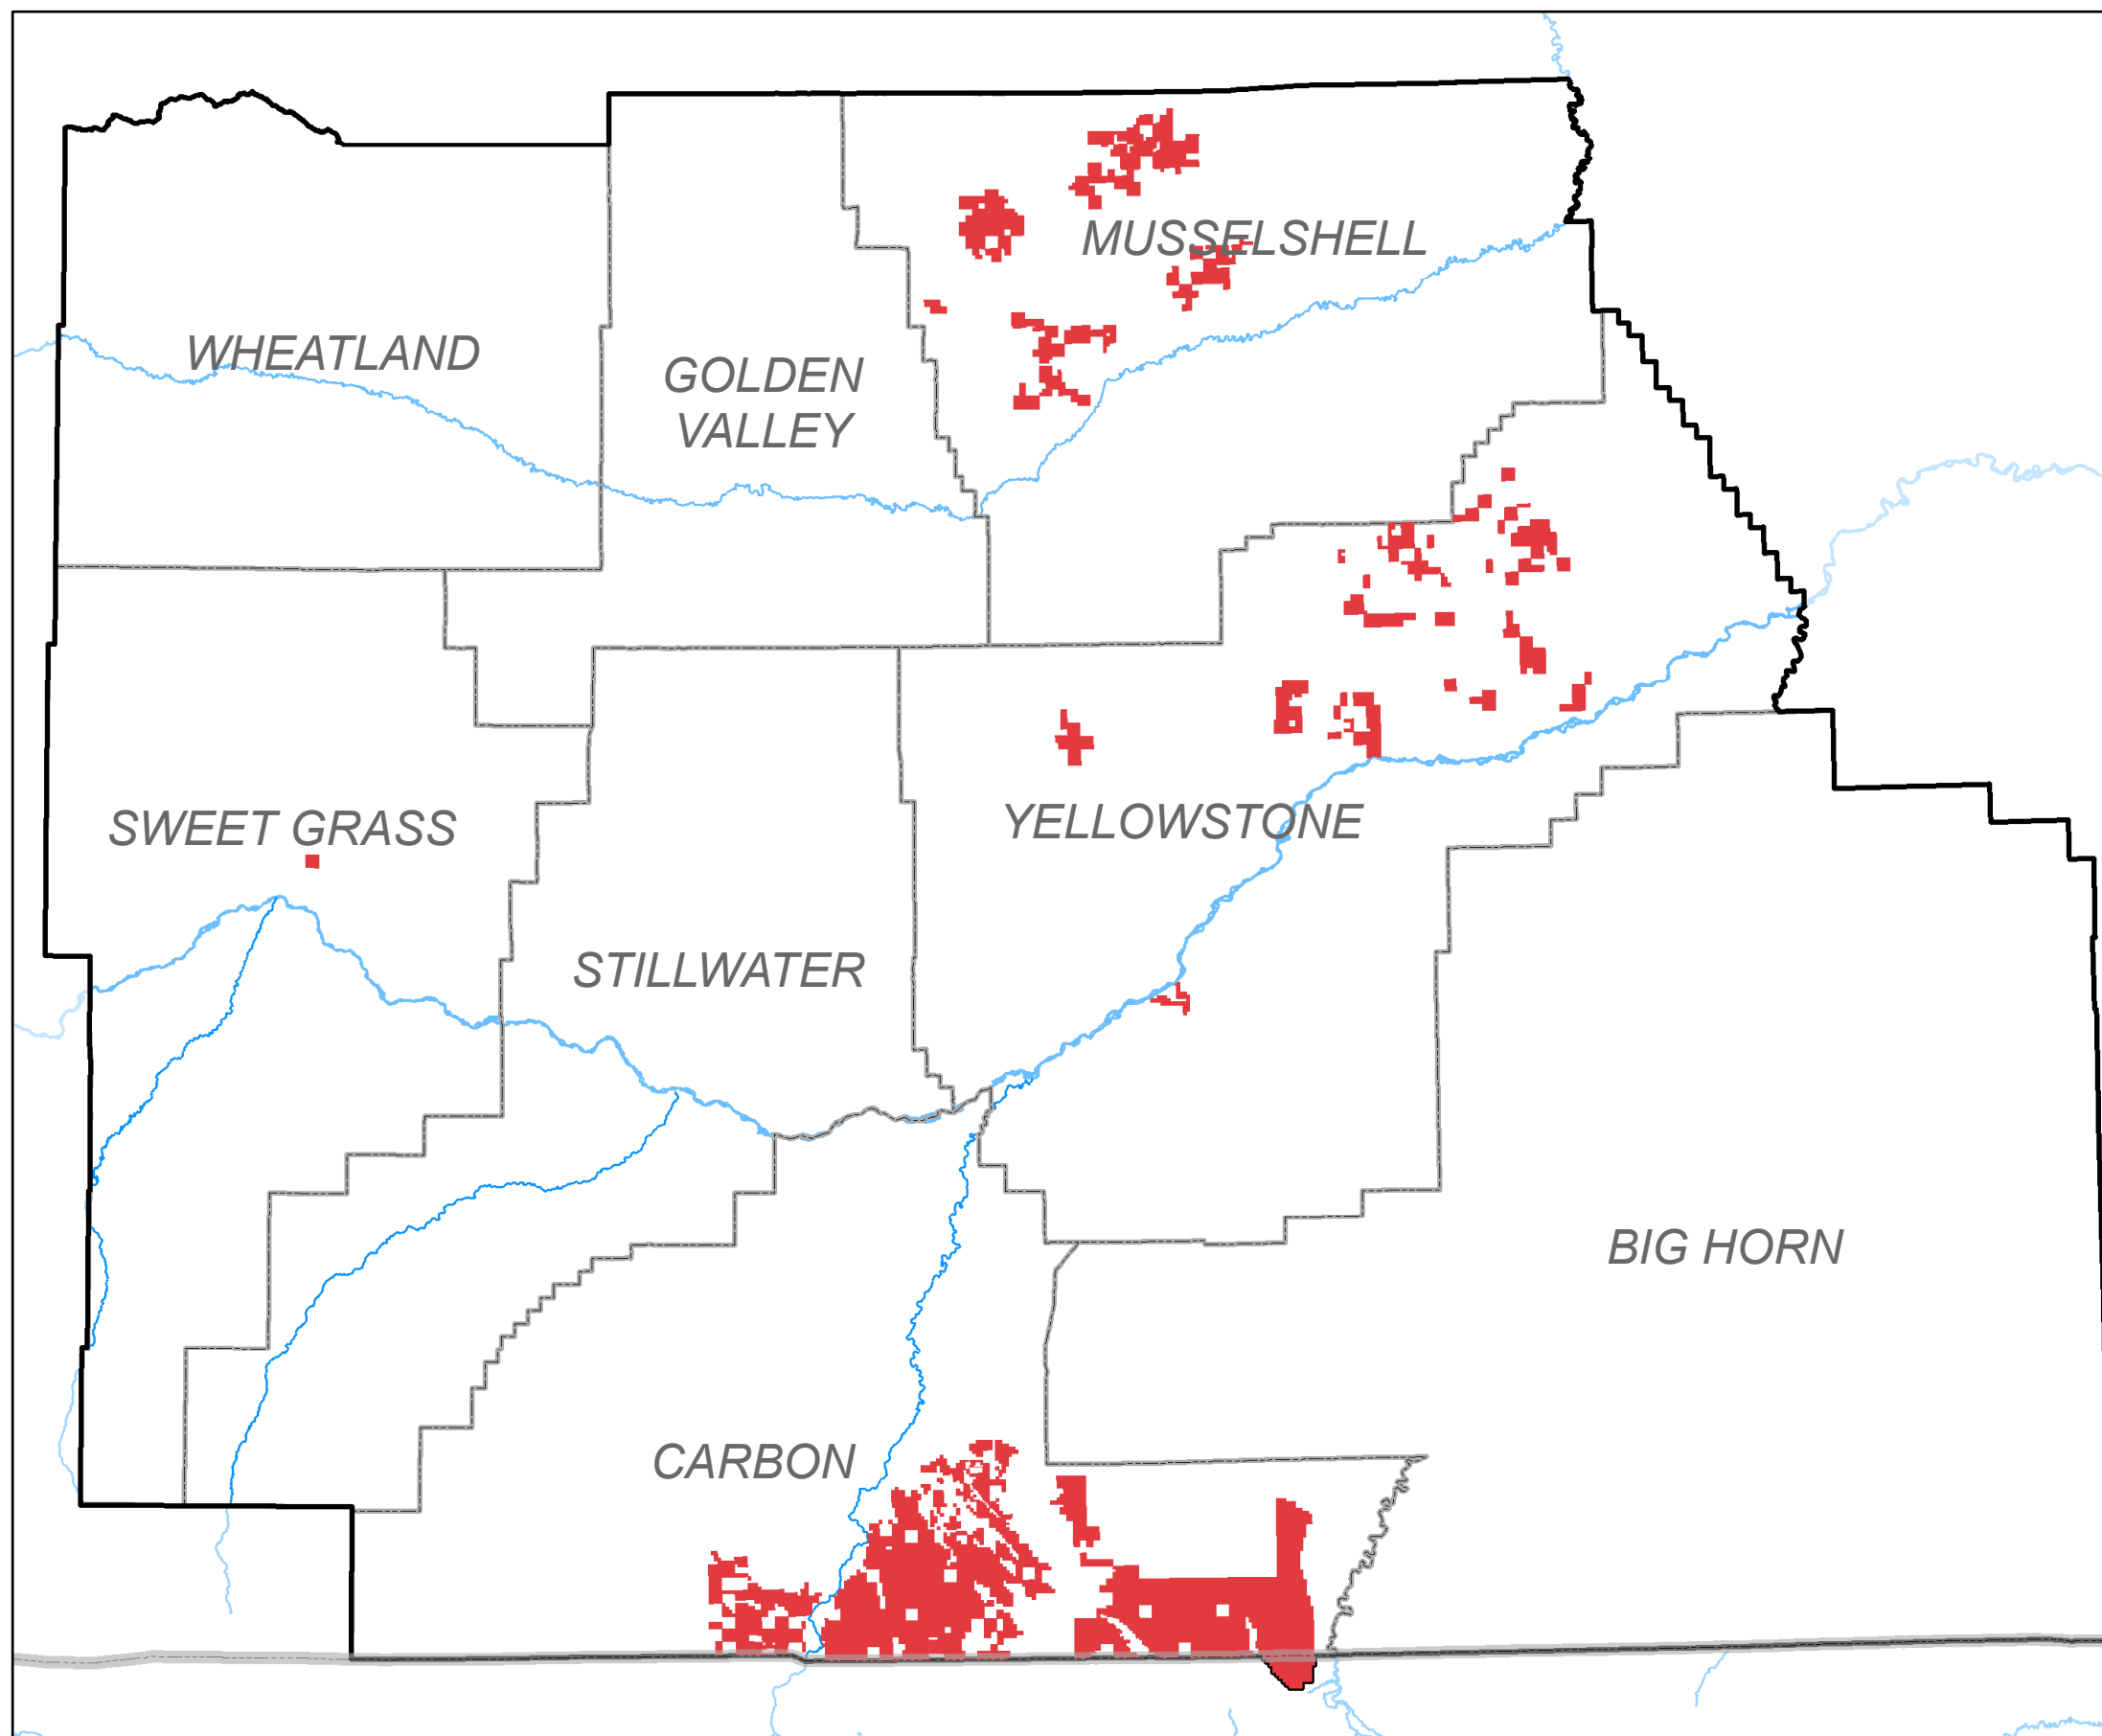 MUSSELSHELL
WHEATLAND
GOLDEN
VALLEY
SWEET GRASS
YELLOWSTONE
STILLWATER
BIG HORN
CARBON